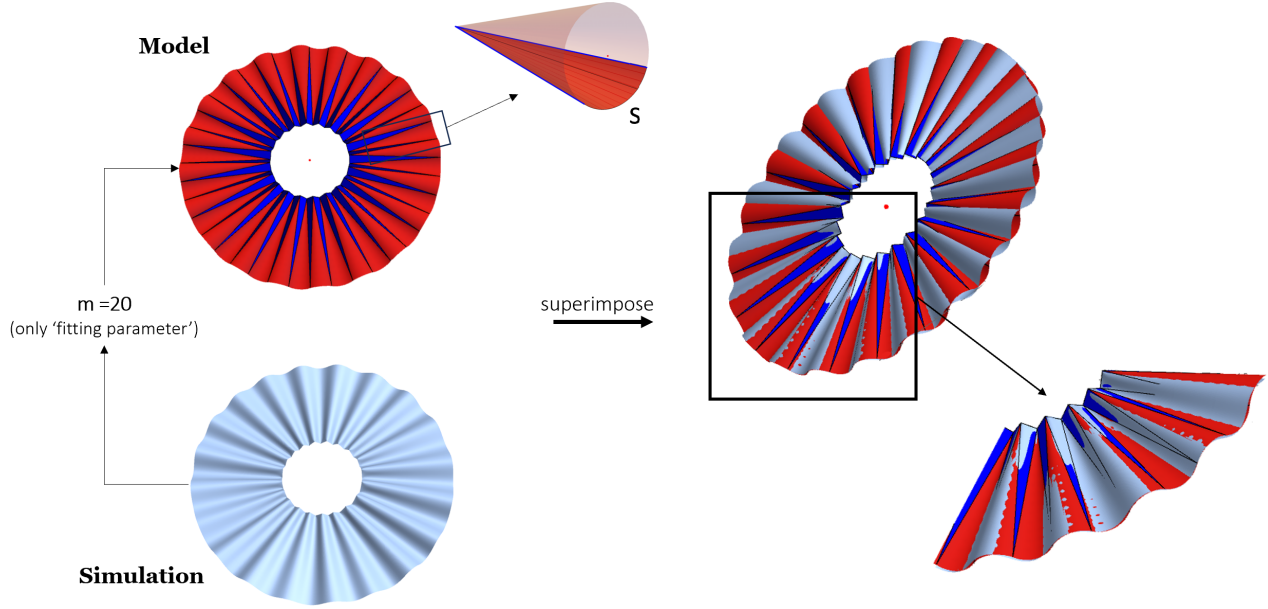 Model
S
m =20
(only ‘fitting parameter’)
superimpose
Simulation